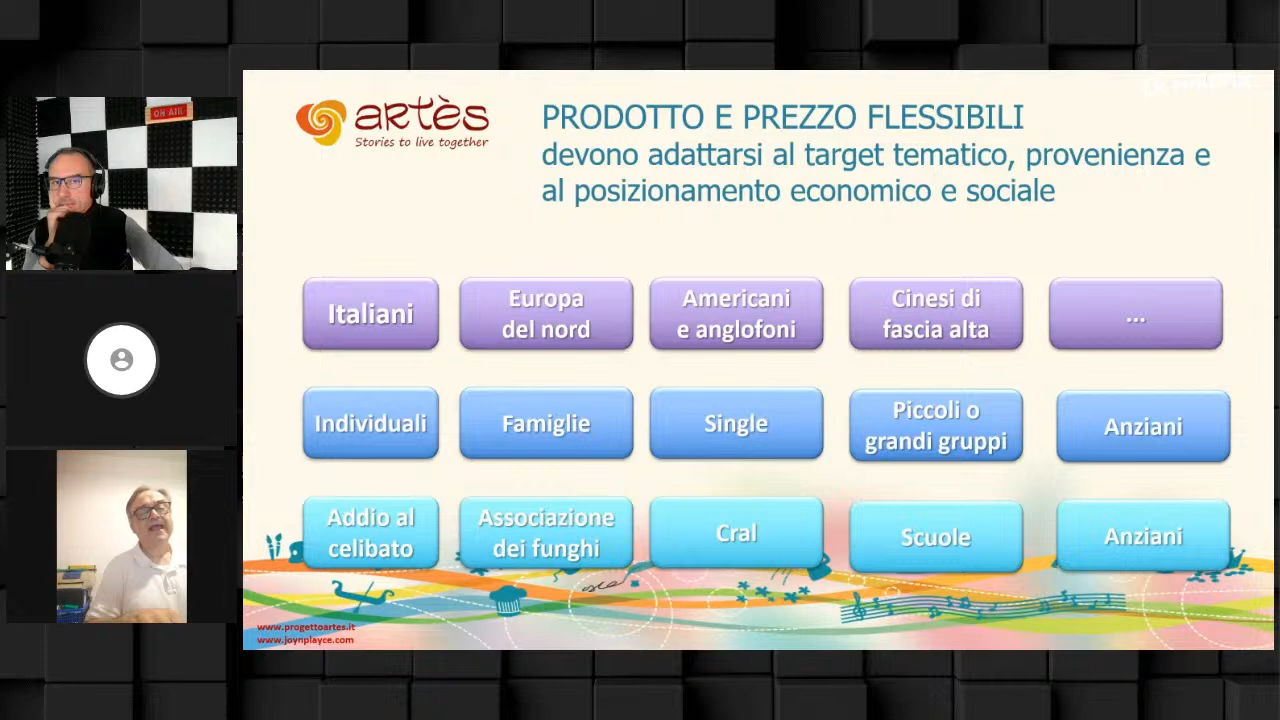 ON AIR
artès
Stories to live together
PRODOTTO E PREZZO FLESSIBILI
devono adattarsi al target tematico, provenienza e
al posizionamento economico e sociale
Italiani
Europa
del nord
Americani
e anglofoni
Cinesi di
fascia alta
...
Individuali
Famiglie
Single
Piccoli o
grandi gruppi
Anziani
Addio al
celibato
Associazione
dei funghi
Cral
Scuole
Anziani
www.progettoartes.it
www.joynplayce.com